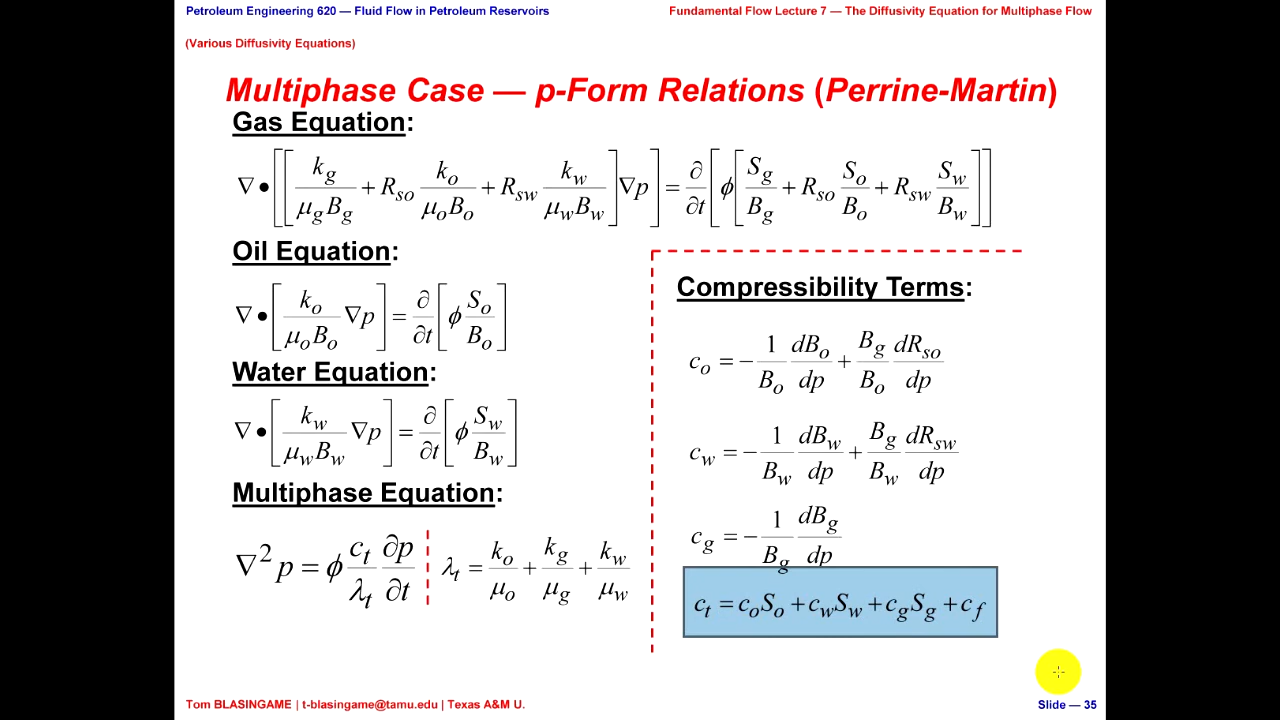 Petroleum Engineering 620 — Fluid Flow in Petroleum Reservoirs
Fundamental Flow Lecture 7 — The Diffusivity Equation for Multiphase Flow
(Various Diffusivity Equations)
Multiphase Case — p-Form Relations (Perrine-Martin)
Gas Equation:
∇•[[k_g/(μ_g B_g) + R_so k_o/(μ_o B_o) + R_sw k_w/(μ_w B_w)]∇p] = ∂/∂t[ϕ[S_g/B_g + R_so S_o/B_o + R_sw S_w/B_w]]
Oil Equation:
∇•[k_o/(μ_o B_o) ∇p] = ∂/∂t[ϕ S_o/B_o]
Water Equation:
∇•[k_w/(μ_w B_w) ∇p] = ∂/∂t[ϕ S_w/B_w]
Multiphase Equation:
∇²p = ϕ c_t/λ_t ∂p/∂t
λ_t = k_o/μ_o + k_g/μ_g + k_w/μ_w
Compressibility Terms:
c_o = −1/B_o dB_o/dp + B_g/B_o dR_so/dp
c_w = −1/B_w dB_w/dp + B_g/B_w dR_sw/dp
c_g = −1/B_g dB_g/dp
c_t = c_o S_o + c_w S_w + c_g S_g + c_f
Tom BLASINGAME | t-blasingame@tamu.edu | Texas A&M U.
Slide — 35